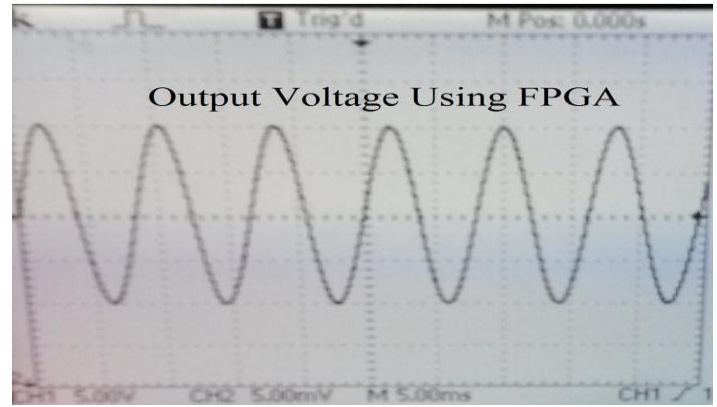 T Trig'd M Pos: 0.000s
Output Voltage Using FPGA
CH1 5.00V CH2 5.00mV M 5.00ms CH1